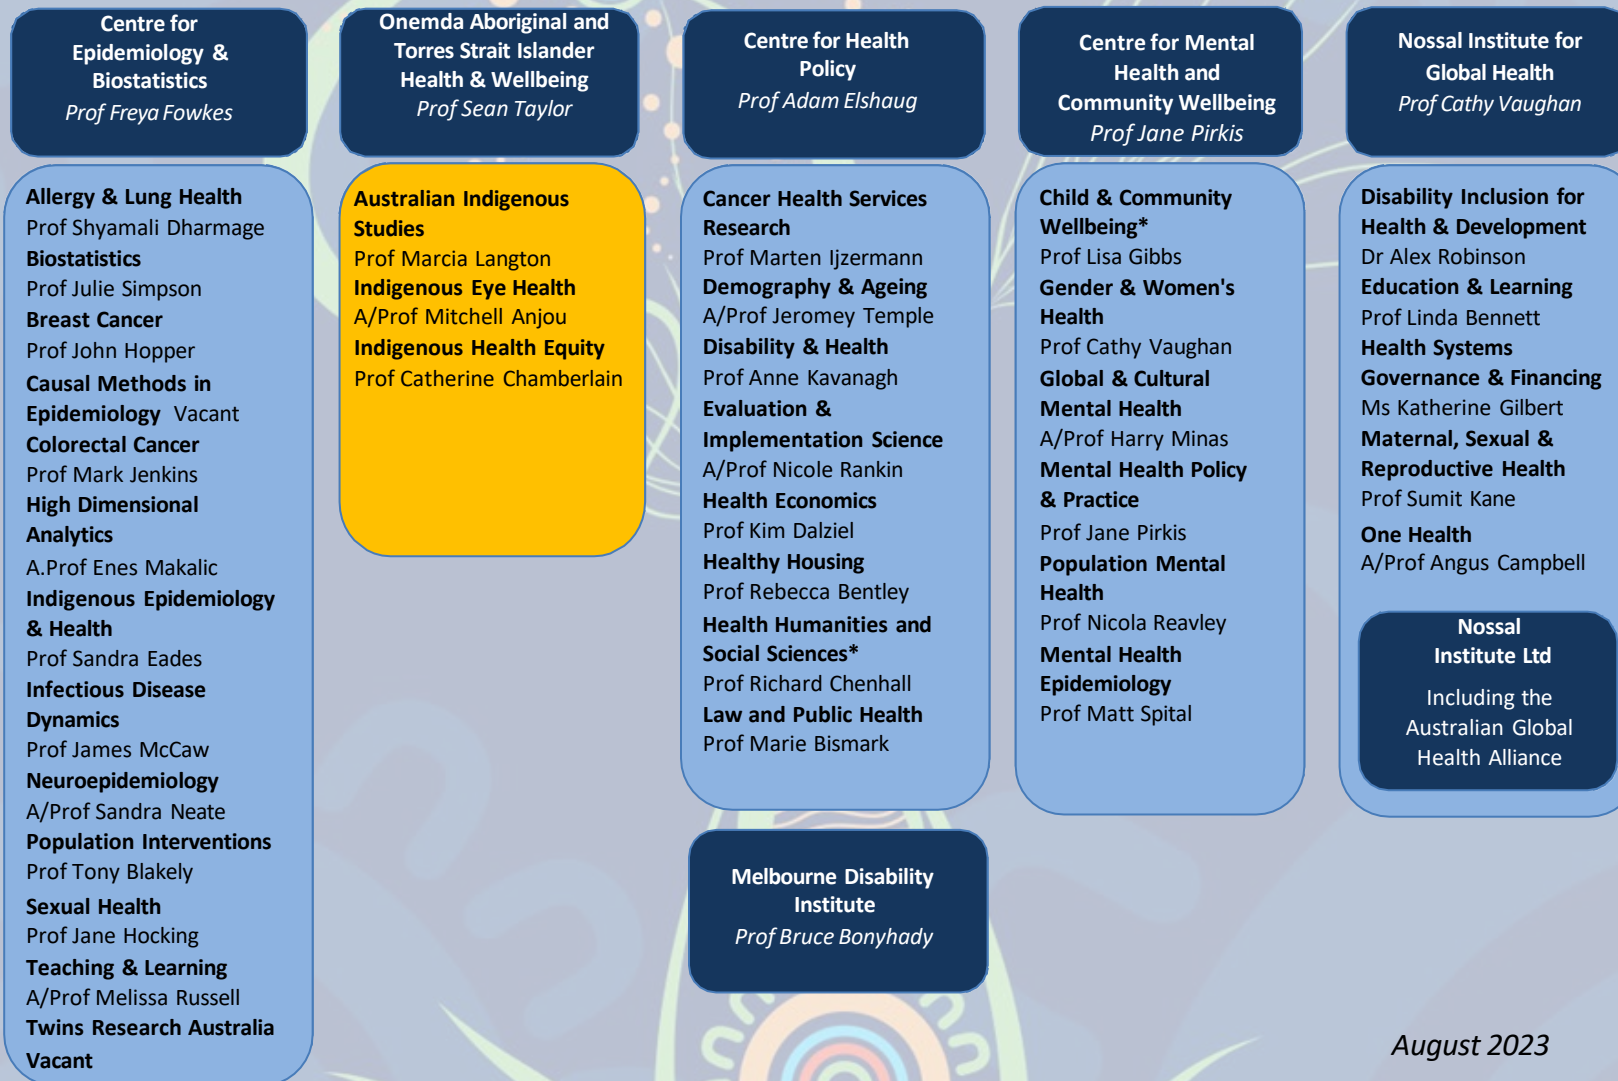 Centre for
Epidemiology &
Biostatistics
Prof Freya Fowkes
Allergy & Lung Health
Prof Shyamali Dharmage
Biostatistics
Prof Julie Simpson
Breast Cancer
Prof John Hopper
Causal Methods in
Epidemiology Vacant
Colorectal Cancer
Prof Mark Jenkins
High Dimensional
Analytics
A.Prof Enes Makalic
Indigenous Epidemiology
& Health
Prof Sandra Eades
Infectious Disease
Dynamics
Prof James McCaw
Neuroepidemiology
A/Prof Sandra Neate
Population Interventions
Prof Tony Blakely
Sexual Health
Prof Jane Hocking
Teaching & Learning
A/Prof Melissa Russell
Twins Research Australia
Vacant
Onemda Aboriginal and
Torres Strait Islander
Health & Wellbeing
Prof Sean Taylor
Australian Indigenous
Studies
Prof Marcia Langton
Indigenous Eye Health
A/Prof Mitchell Anjou
Indigenous Health Equity
Prof Catherine Chamberlain
Centre for Health
Policy
Prof Adam Elshaug
Cancer Health Services
Research
Prof Marten Ijzermann
Demography & Ageing
A/Prof Jeromey Temple
Disability & Health
Prof Anne Kavanagh
Evaluation &
Implementation Science
A/Prof Nicole Rankin
Health Economics
Prof Kim Dalziel
Healthy Housing
Prof Rebecca Bentley
Health Humanities and
Social Sciences*
Prof Richard Chenhall
Law and Public Health
Prof Marie Bismark
Melbourne Disability
Institute
Prof Bruce Bonyhady
Centre for Mental
Health and
Community Wellbeing
Prof Jane Pirkis
Child & Community
Wellbeing*
Prof Lisa Gibbs
Gender & Women's
Health
Prof Cathy Vaughan
Global & Cultural
Mental Health
A/Prof Harry Minas
Mental Health Policy
& Practice
Prof Jane Pirkis
Population Mental
Health
Prof Nicola Reavley
Mental Health
Epidemiology
Prof Matt Spital
Nossal Institute for
Global Health
Prof Cathy Vaughan
Disability Inclusion for
Health & Development
Dr Alex Robinson
Education & Learning
Prof Linda Bennett
Health Systems
Governance & Financing
Ms Katherine Gilbert
Maternal, Sexual &
Reproductive Health
Prof Sumit Kane
One Health
A/Prof Angus Campbell
Nossal
Institute Ltd
Including the
Australian Global
Health Alliance
August 2023